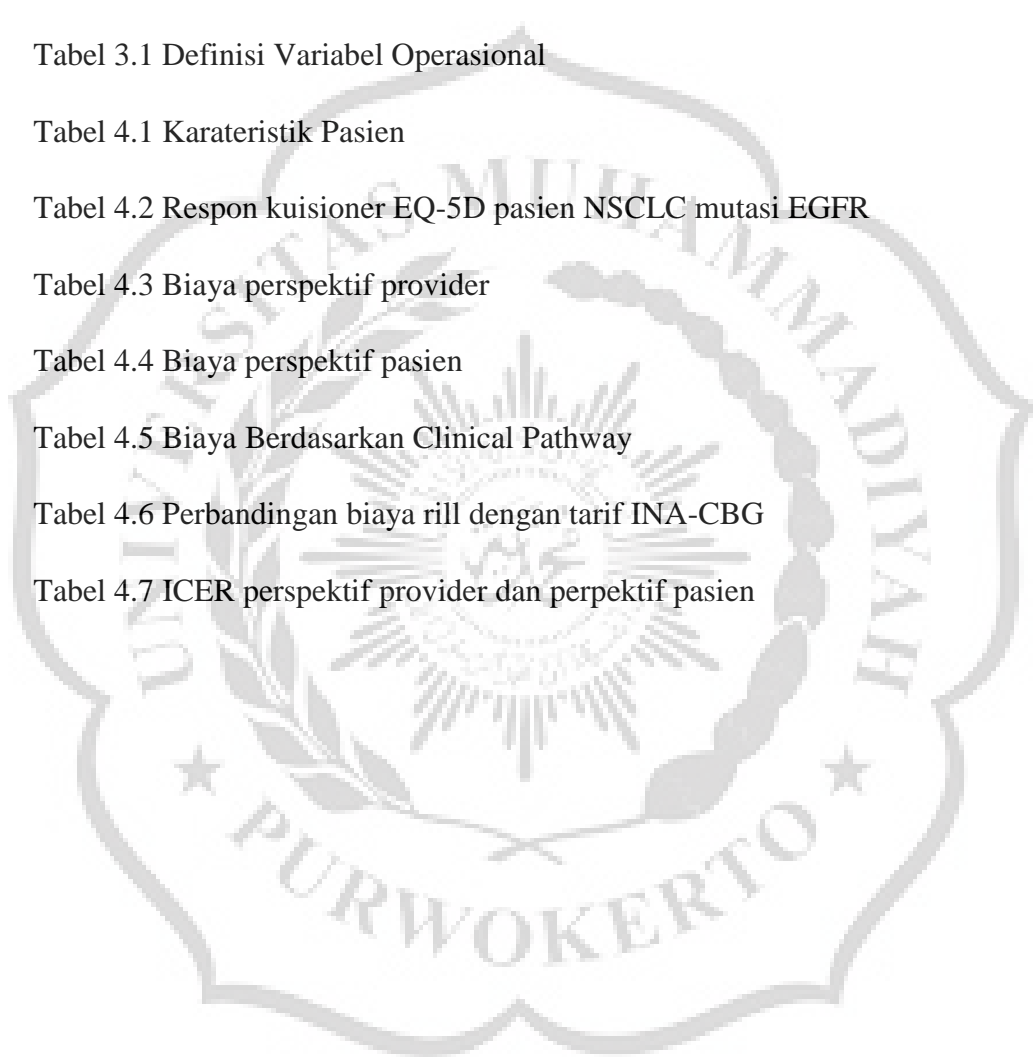 Tabel 3.1 Definisi Variabel Operasional
Tabel 4.1 Karateristik Pasien
Tabel 4.2 Respon kuisioner EQ-5D pasien NSCLC mutasi EGFR
Tabel 4.3 Biaya perspektif provider
Tabel 4.4 Biaya perspektif pasien
Tabel 4.5 Biaya Berdasarkan Clinical Pathway
Tabel 4.6 Perbandingan biaya rill dengan tarif INA-CBG
Tabel 4.7 ICER perspektif provider dan perpektif pasien
UNIVERSITAS MUHAMMADIYAH
PURWOKERTO